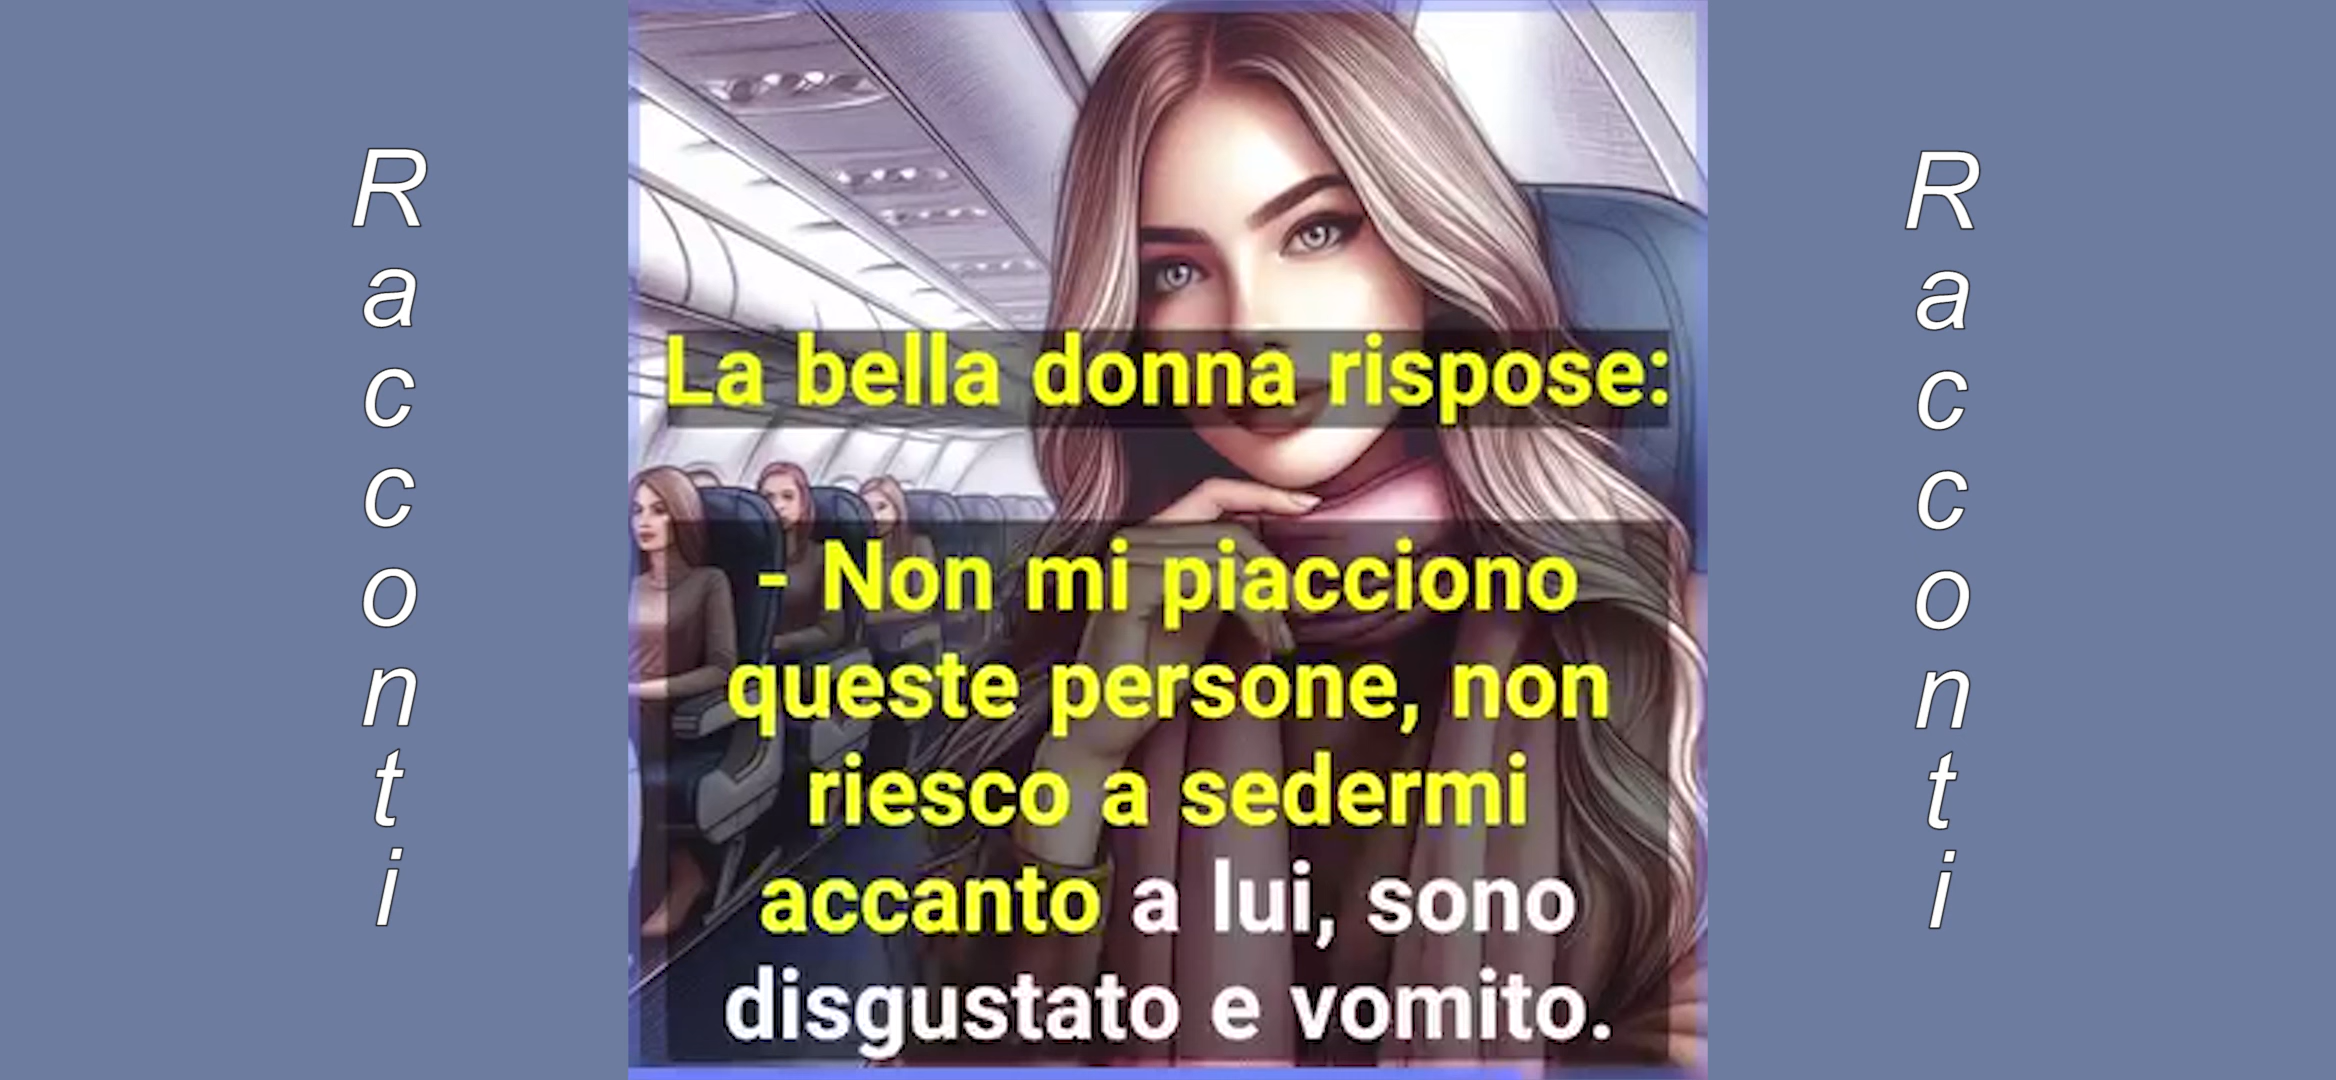 Racconti
La bella donna rispose:
- Non mi piacciono
queste persone, non
riesco a sedermi
accanto a lui, sono
disgustato e vomito.
Racconti